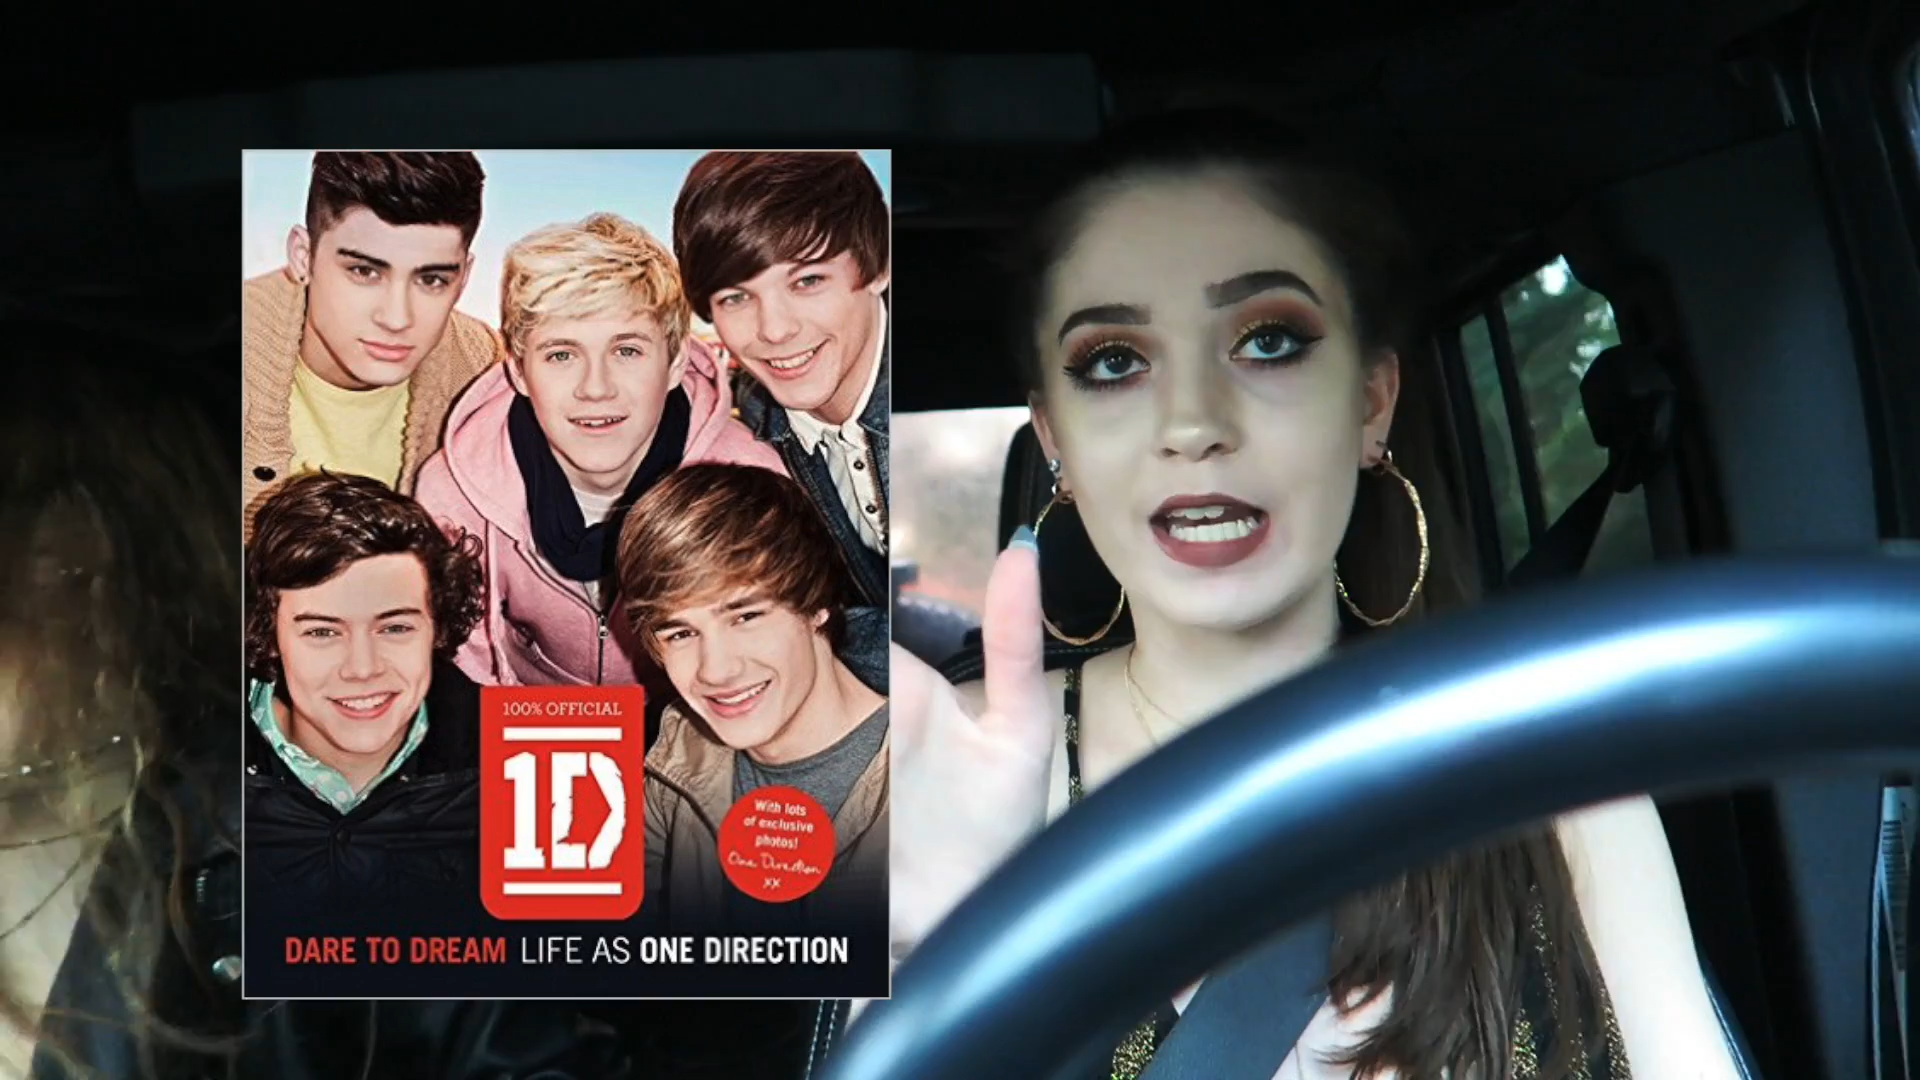 100% OFFICIAL
1D
With lots
of exclusive
photos!
One Direction
xx
DARE TO DREAM LIFE AS ONE DIRECTION